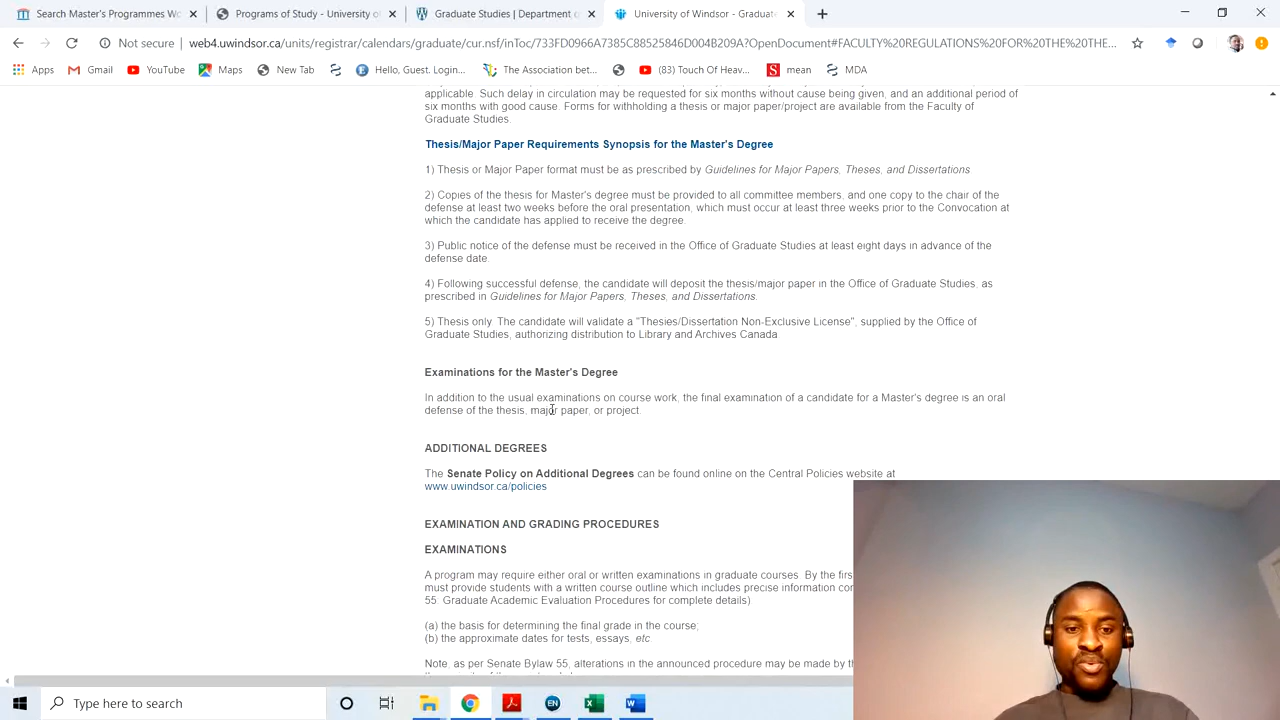 Search Master's Programmes Wo
Programs of Study - University of
Graduate Studies | Department of
University of Windsor - Graduate
Not secure
web4.uwindsor.ca/units/registrar/calendars/graduate/cur.nsf/inToc/733FD0966A7385C88525846D004B209A?OpenDocument#FACULTY%20REGULATIONS%20FOR%20THE%20THE...
Apps
Gmail
YouTube
Maps
New Tab
Hello, Guest. Login...
The Association bet...
(83) Touch Of Heav...
mean
MDA
applicable. Such delay in circulation may be requested for six months without cause being given, and an additional period of
six months with good cause. Forms for withholding a thesis or major paper/project are available from the Faculty of
Graduate Studies.
Thesis/Major Paper Requirements Synopsis for the Master's Degree
1) Thesis or Major Paper format must be as prescribed by Guidelines for Major Papers, Theses, and Dissertations
2) Copies of the thesis for Master's degree must be provided to all committee members, and one copy to the chair of the
defense at least two weeks before the oral presentation, which must occur at least three weeks prior to the Convocation at
which the candidate has applied to receive the degree.
3) Public notice of the defense must be received in the Office of Graduate Studies at least eight days in advance of the
defense date.
4) Following successful defense, the candidate will deposit the thesis/major paper in the Office of Graduate Studies, as
prescribed in Guidelines for Major Papers, Theses, and Dissertations.
5) Thesis only. The candidate will validate a "Thesies/Dissertation Non-Exclusive License", supplied by the Office of
Graduate Studies, authorizing distribution to Library and Archives Canada.
Examinations for the Master's Degree
In addition to the usual examinations on course work, the final examination of a candidate for a Master's degree is an oral
defense of the thesis, major paper, or project.
ADDITIONAL DEGREES
The Senate Policy on Additional Degrees can be found online on the Central Policies website at
www.uwindsor.ca/policies
EXAMINATION AND GRADING PROCEDURES
EXAMINATIONS
A program may require either oral or written examinations in graduate courses. By the firs
must provide students with a written course outline which includes precise information con
55. Graduate Academic Evaluation Procedures for complete details)
(a) the basis for determining the final grade in the course;
(b) the approximate dates for tests, essays, etc.
Note, as per Senate Bylaw 55, alterations in the announced procedure may be made by th
Type here to search
EN